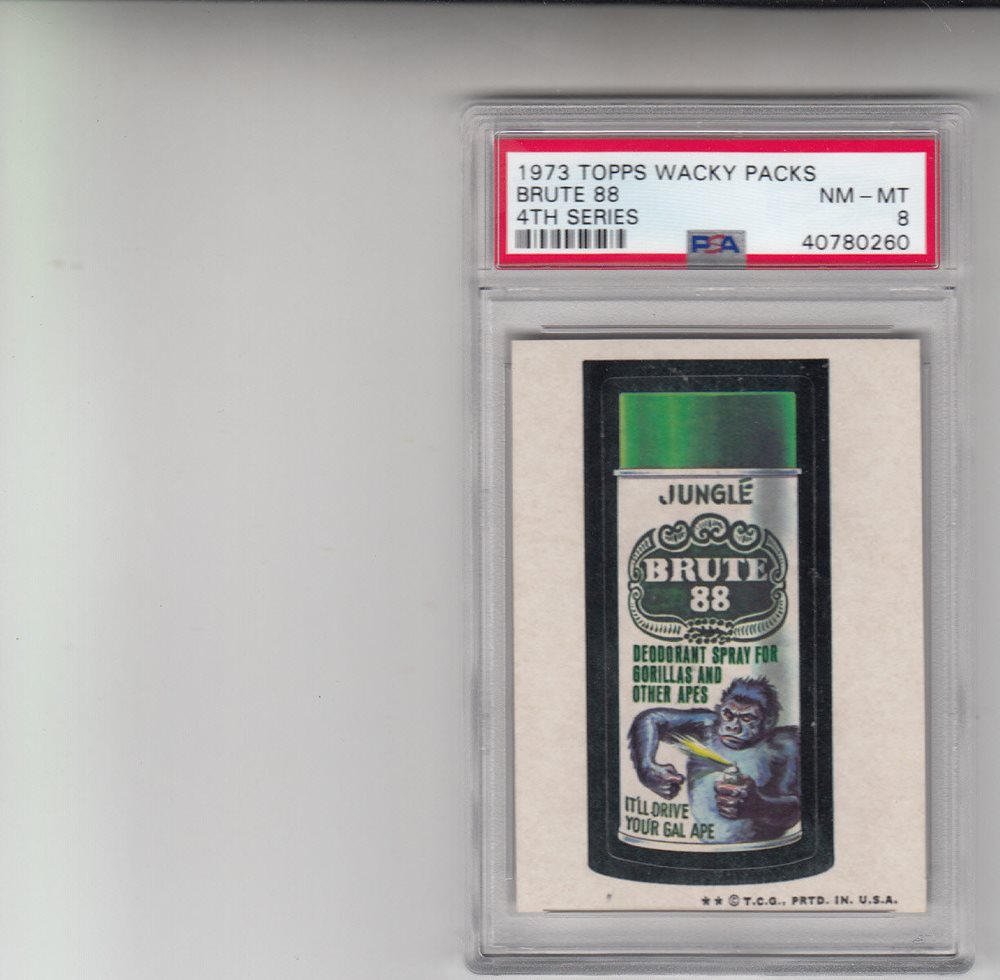 1973 TOPPS WACKY PACKS
BRUTE 88 NM-MT
4TH SERIES 8
PSA 40780260
JUNGLÉ
BRUTE
88
DEODORANT SPRAY FOR
GORILLAS AND
OTHER APES
IT'LL DRIVE
YOUR GAL APE
★★ © T.C.G., PRTD. IN. U.S.A.